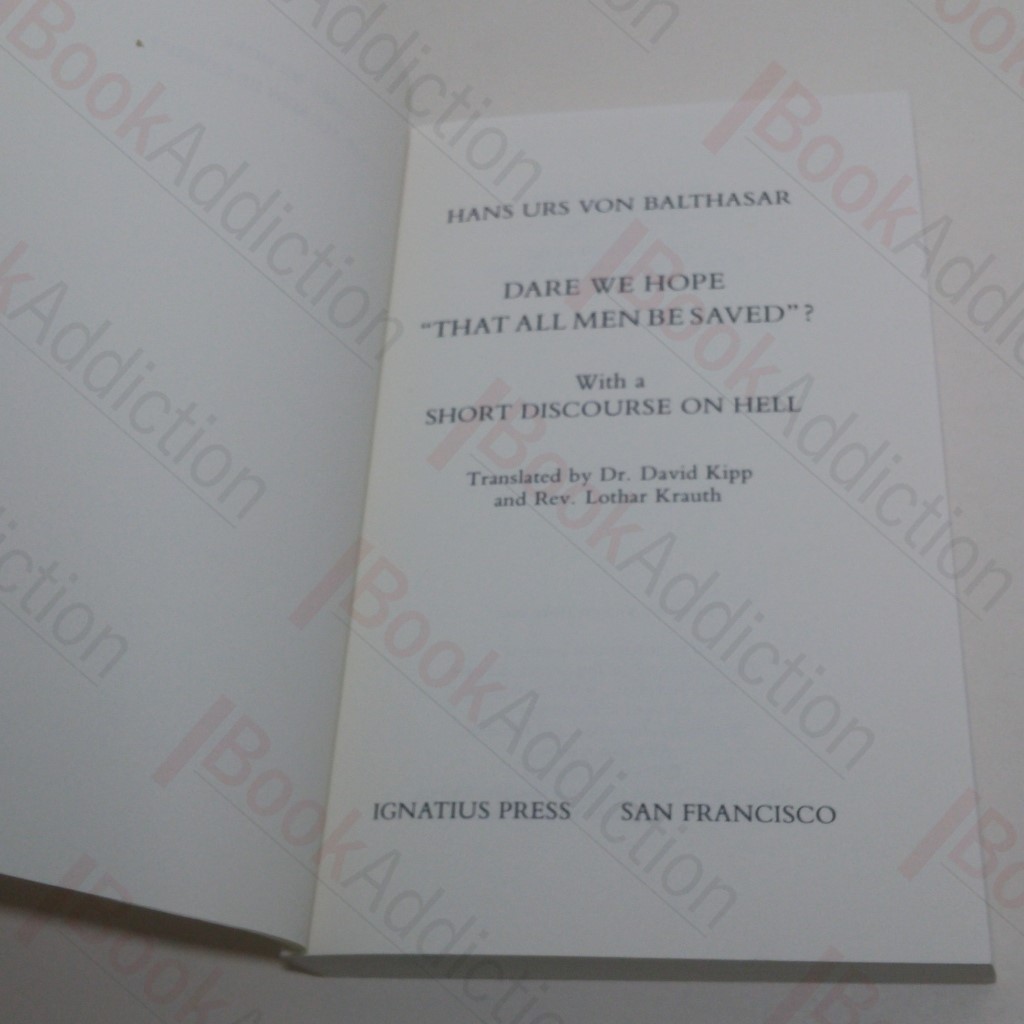 HANS URS VON BALTHASAR
DARE WE HOPE
"THAT ALL MEN BE SAVED"?
With a
SHORT DISCOURSE ON HELL
Translated by Dr. David Kipp
and Rev. Lothar Krauth
IGNATIUS PRESS SAN FRANCISCO
BookAddiction